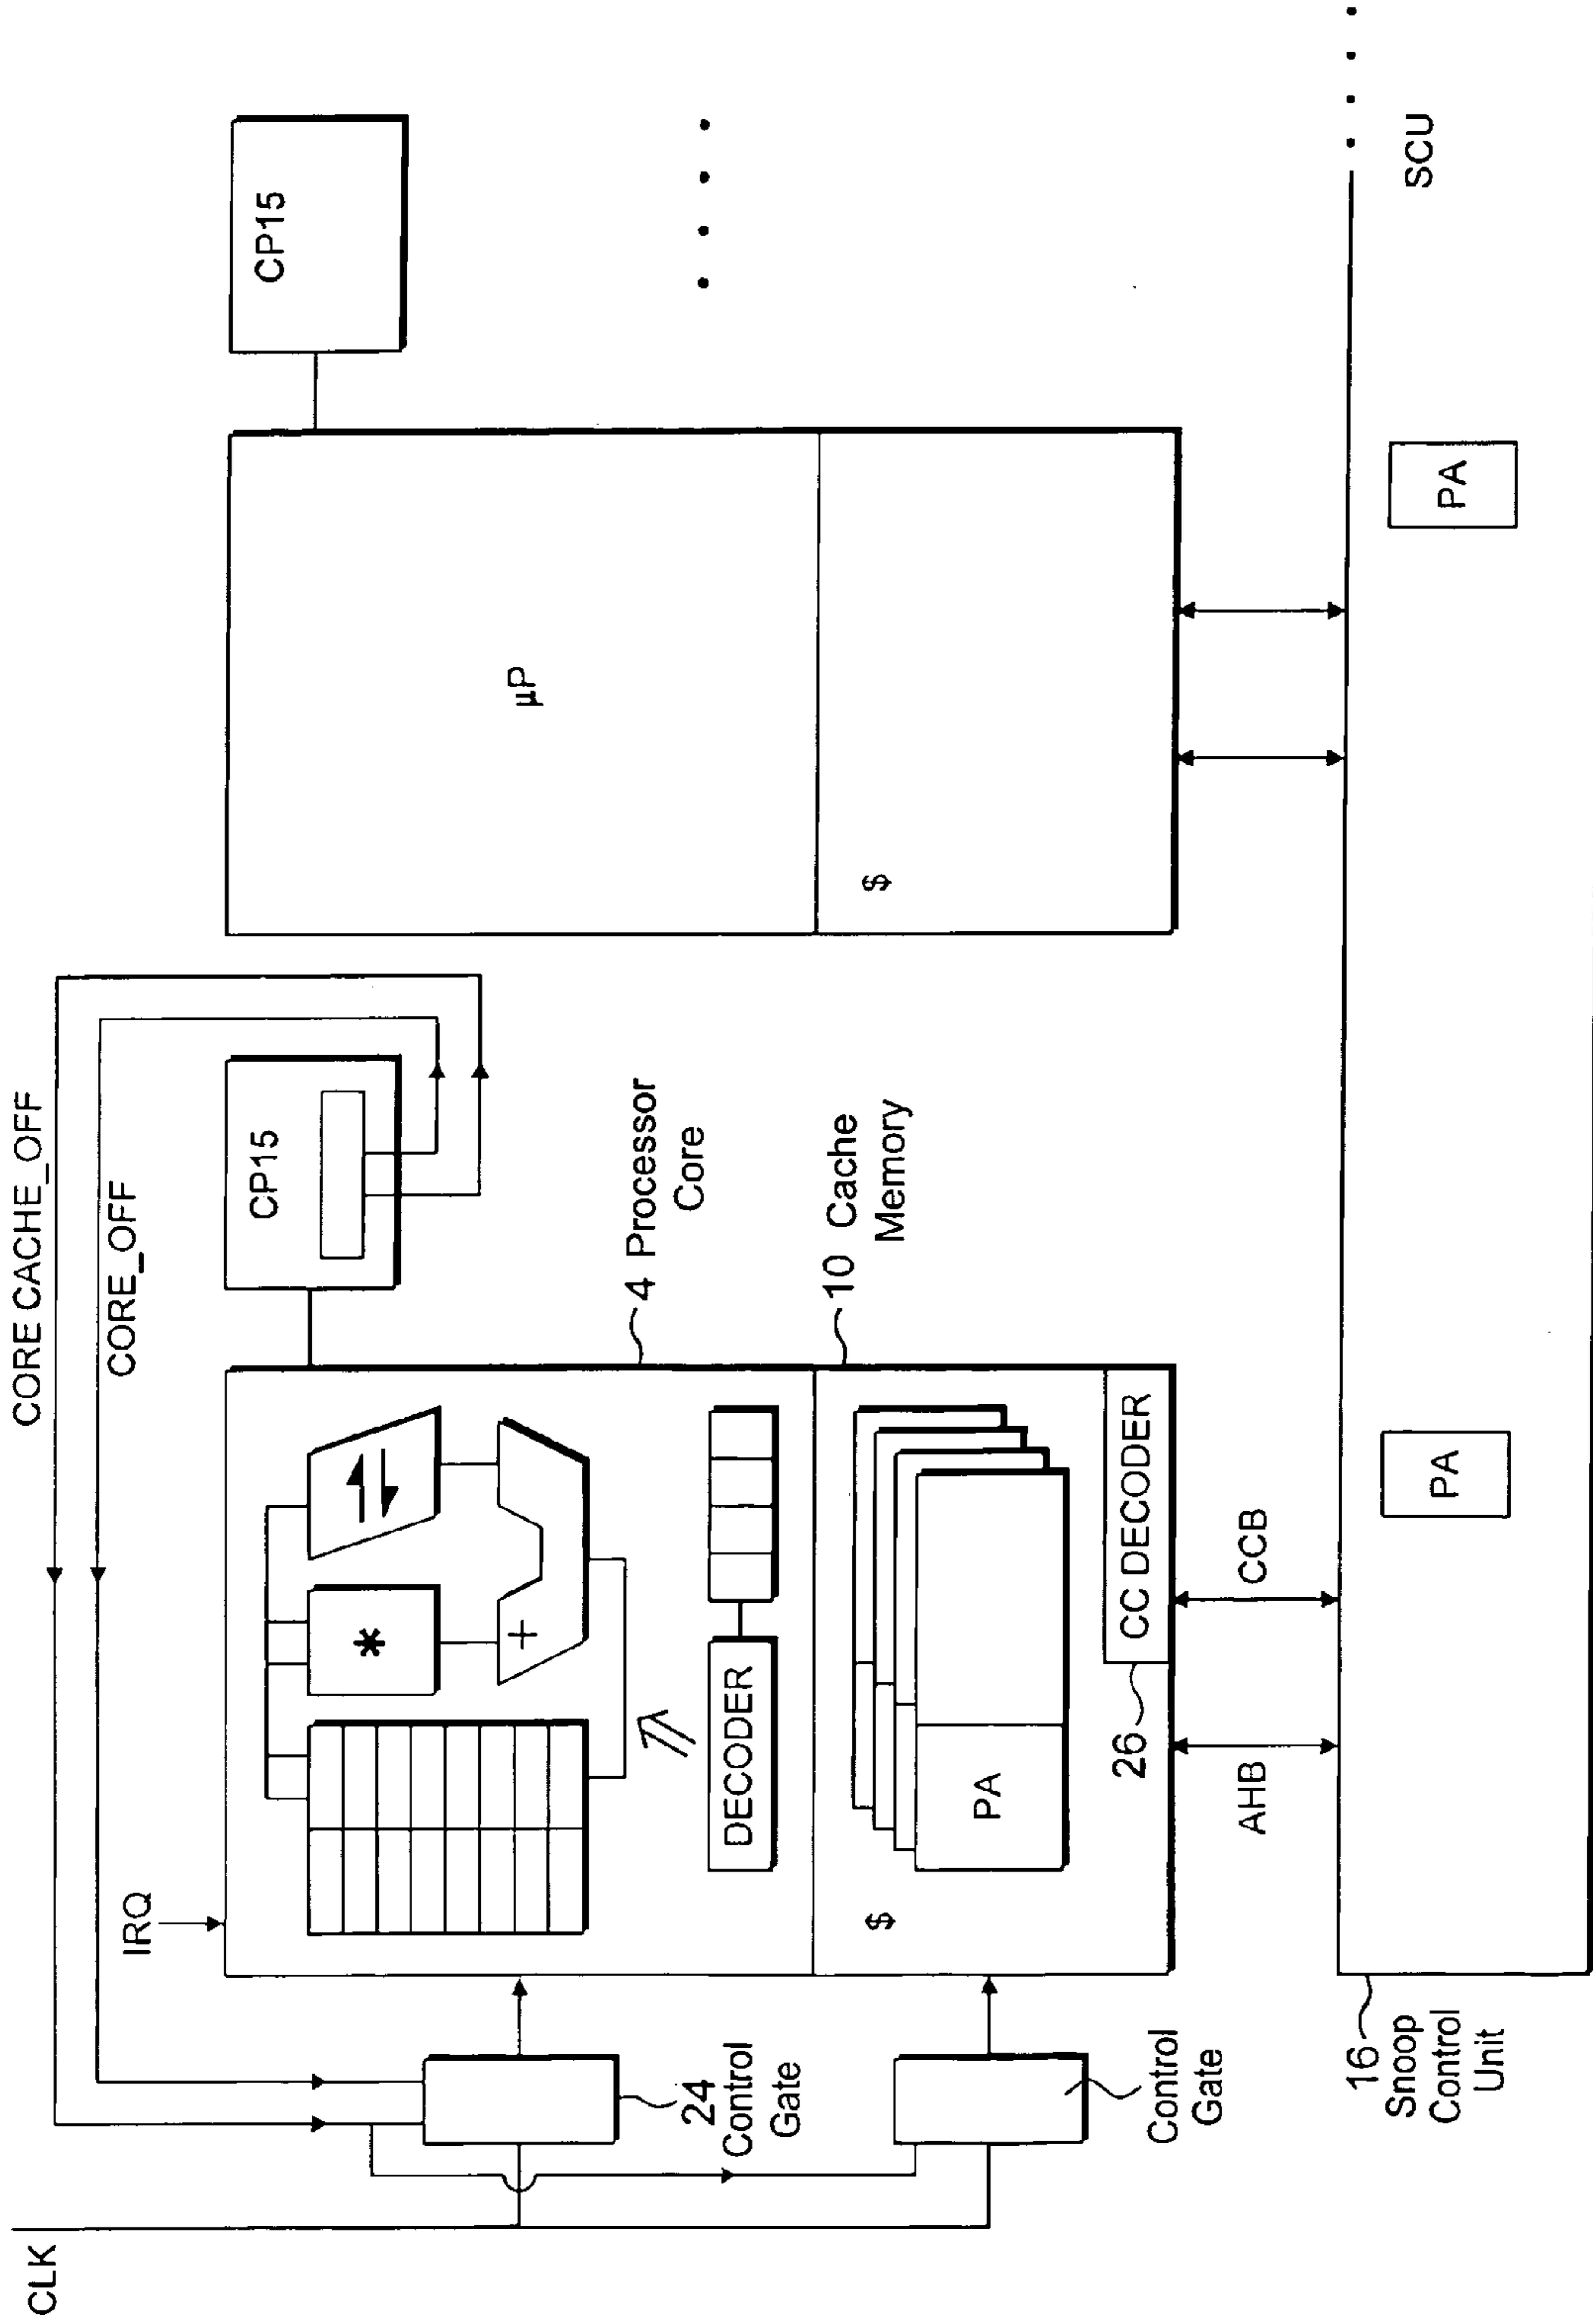 CLK
CORE CACHE_OFF
CORE_OFF
IRQ
CP15
CP15
24
Control
Gate
*
+
DECODER
4 Processor
Core
µP
$
PA
CC DECODER
26
10 Cache
Memory
$
Control
Gate
AHB
CCB
16
Snoop
Control
Unit
PA
PA
SCU